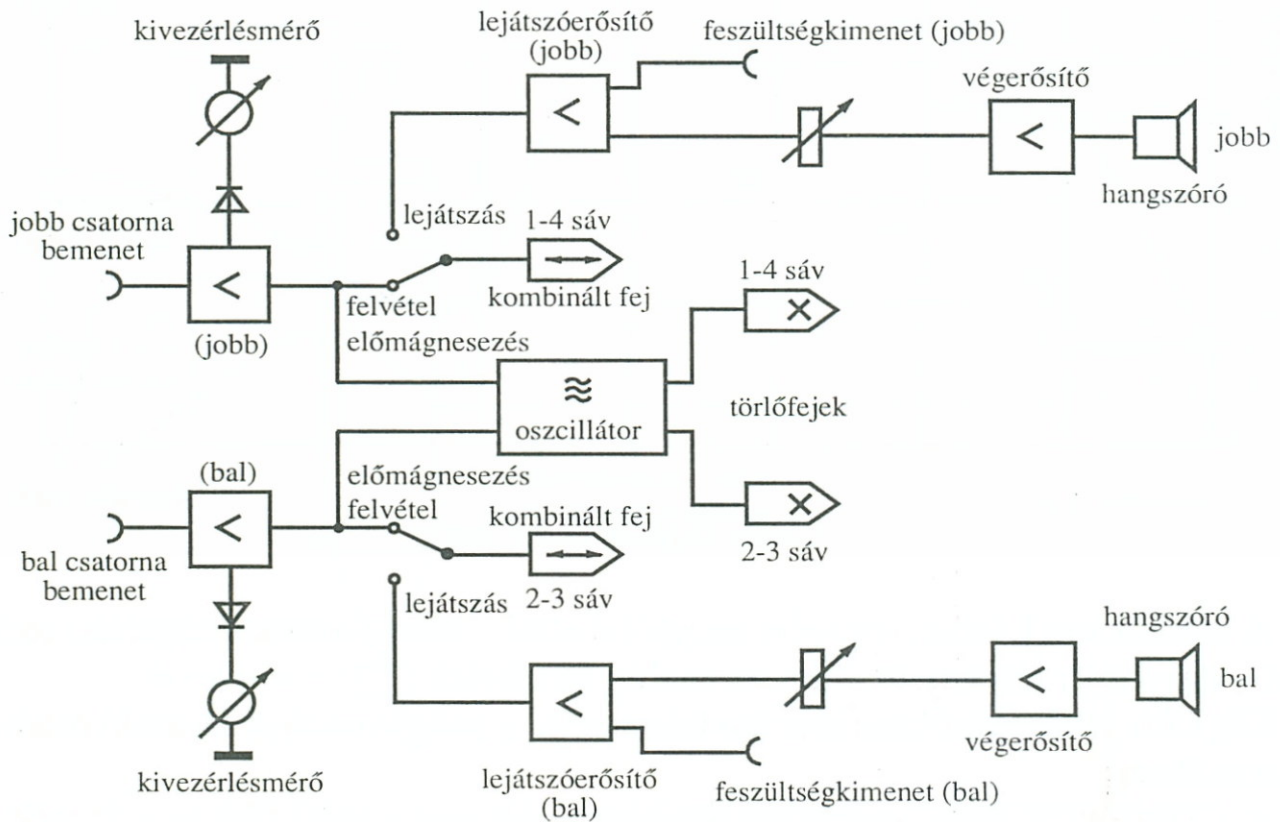 kivezérlésmérő
lejátszóerősítő
(jobb)
feszültségkimenet (jobb)
végerősítő
jobb
hangszóró
jobb csatorna
bemenet
lejátszás
1-4 sáv
kombinált fej
felvétel
előmágnesezés
(jobb)
1-4 sáv
oszcillátor
törlőfejek
(bal)
előmágnesezés
felvétel
kombinált fej
bal csatorna
bemenet
2-3 sáv
lejátszás
2-3 sáv
hangszóró
bal
végerősítő
kivezérlésmérő
lejátszóerősítő
(bal)
feszültségkimenet (bal)